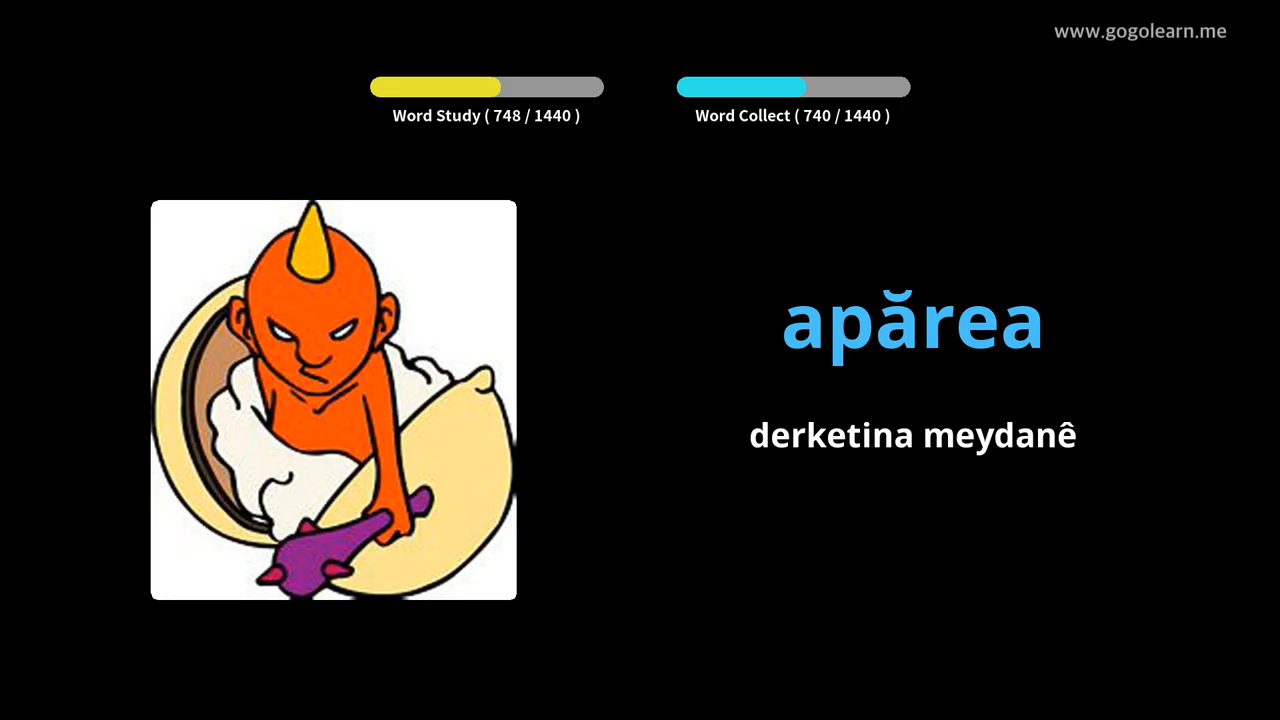 www.gogolearn.me
Word Study ( 748 / 1440 )
Word Collect ( 740 / 1440 )
apărea
derketina meydanê